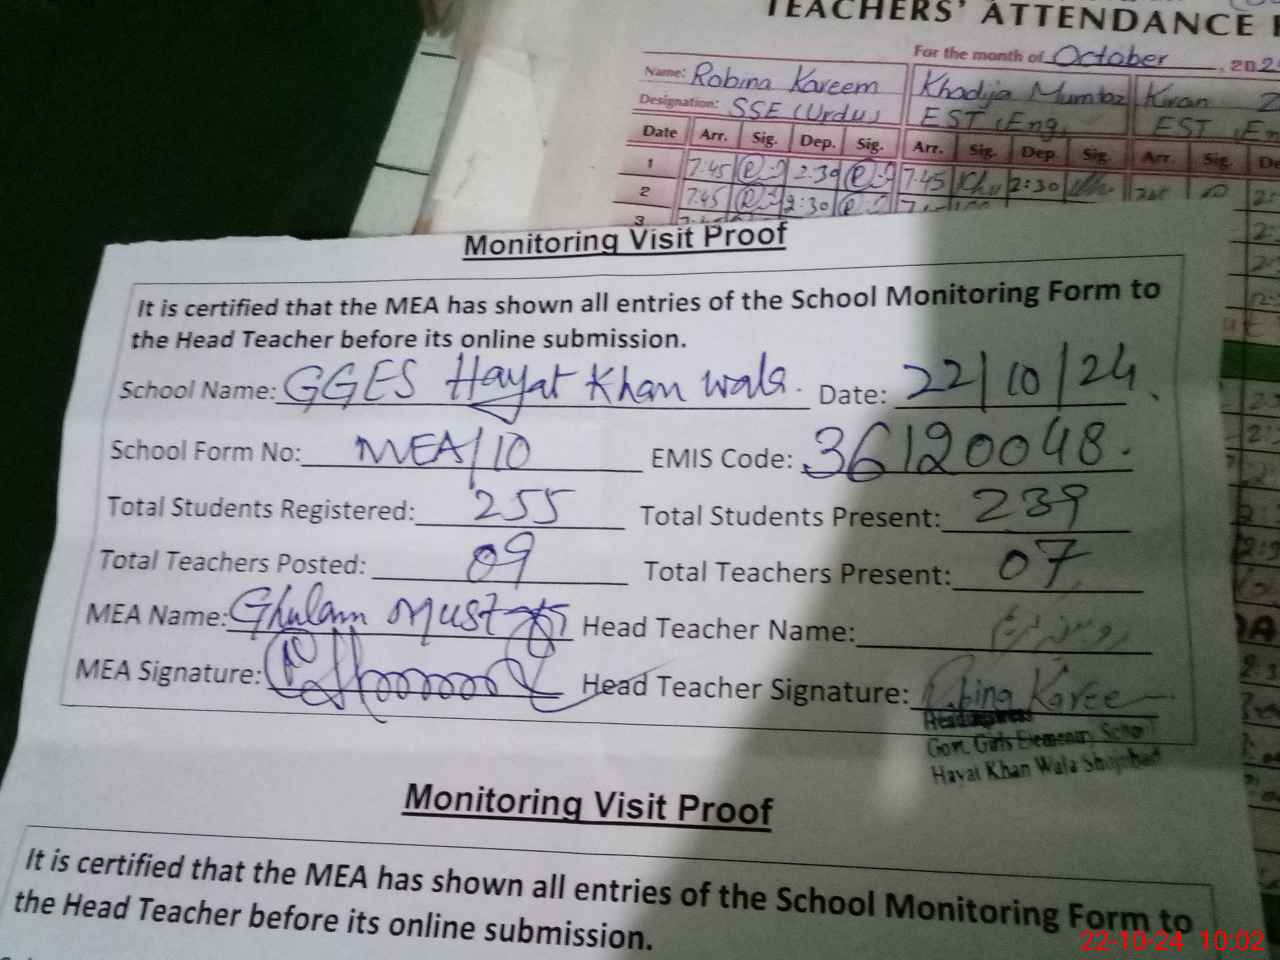 TEACHERS' ATTENDANCE
For the month of October , 202
Name: Robina Kareem Khadija Mumtaz Kiran
Designation: SSE (Urdu) EST (Eng)  EST
Date Arr. Sig. Dep. Sig. Arr. Sig. Dep Sig. Arr. Sig.
1 7:45 2:30 7:45 2:30
2 7:45 2:30
3
Monitoring Visit Proof
It is certified that the MEA has shown all entries of the School Monitoring Form to
the Head Teacher before its online submission.
School Name: GGES Hayat Khan wala. Date: 22/10/24
School Form No: MEA/10 EMIS Code: 36120048.
Total Students Registered: 255 Total Students Present: 239
Total Teachers Posted: 09 Total Teachers Present: 07
MEA Name: Ghulam Mustafa Head Teacher Name:
MEA Signature: Head Teacher Signature: Robina Karee
Govt. Girls Elementary School
Hayat Khan Wala Shujabad
Monitoring Visit Proof
It is certified that the MEA has shown all entries of the School Monitoring Form to
the Head Teacher before its online submission.
22-10-24 10:02